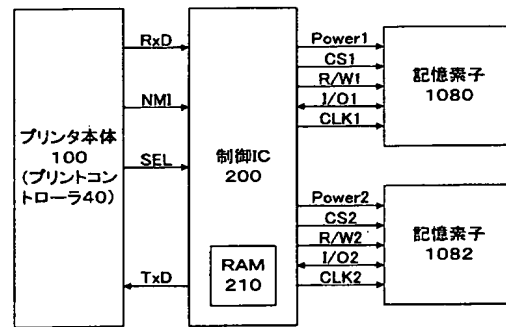 プリンタ本体
100
(プリントコン
トローラ40)
RxD
NMI
SEL
TxD
制御IC
200
RAM
210
Power1
CS1
R/W1
I/O1
CLK1
記憶素子
1080
Power2
CS2
R/W2
I/O2
CLK2
記憶素子
1082